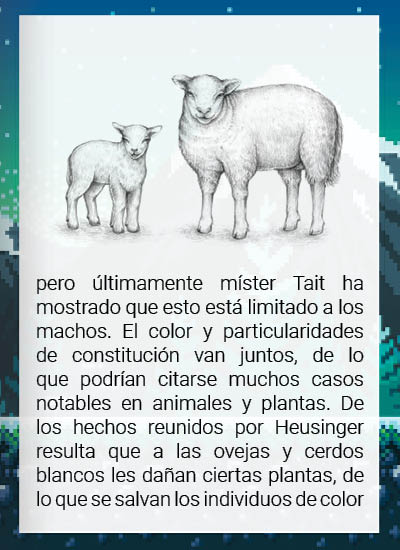 pero últimamente míster Tait ha
mostrado que esto está limitado a los
machos. El color y particularidades
de constitución van juntos, de lo
que podrían citarse muchos casos
notables en animales y plantas. De
los hechos reunidos por Heusinger
resulta que a las ovejas y cerdos
blancos les dañan ciertas plantas, de
lo que se salvan los individuos de color